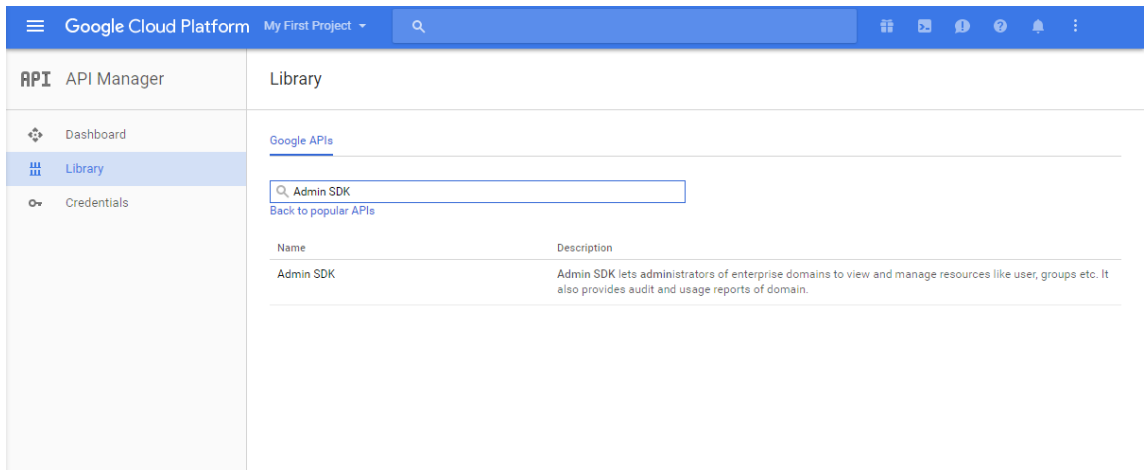 Google Cloud Platform My First Project
API API Manager
Library
Dashboard
Library
Credentials
Google APIs
Admin SDK
Back to popular APIs
Name Description
Admin SDK Admin SDK lets administrators of enterprise domains to view and manage resources like user, groups etc. It
also provides audit and usage reports of domain.